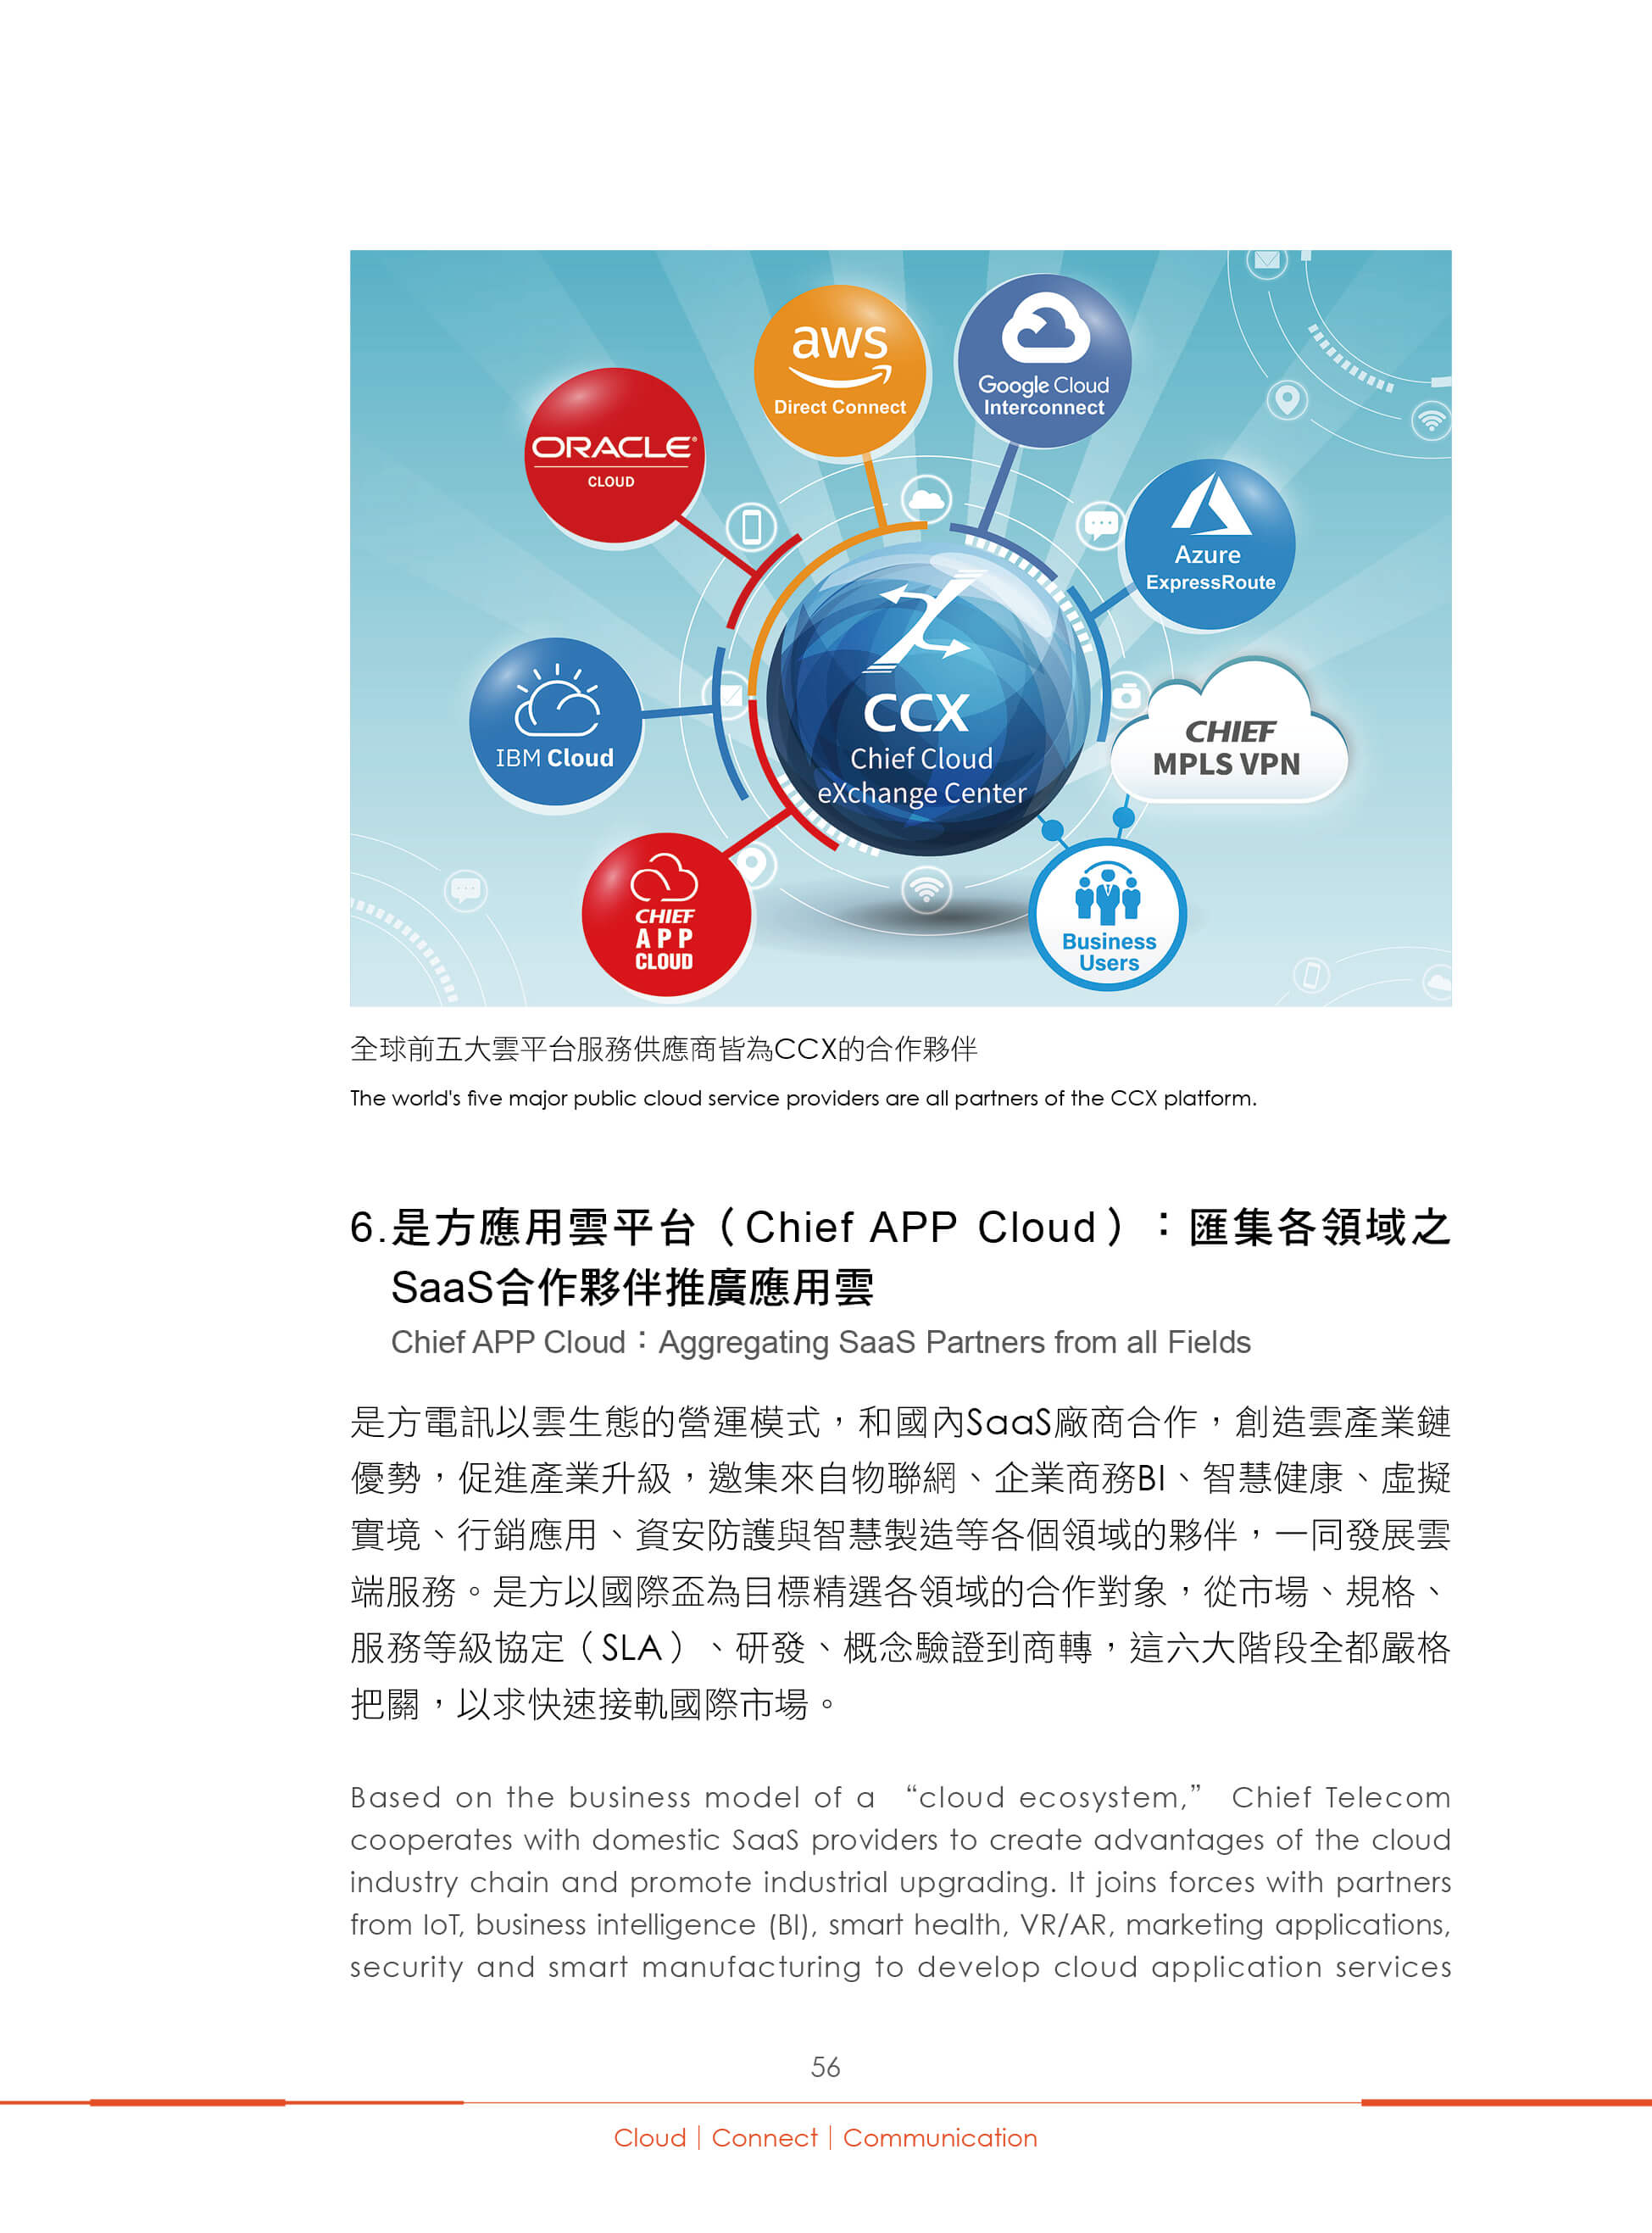 aws
Direct Connect
Google Cloud
Interconnect
ORACLE®
CLOUD
Azure
ExpressRoute
IBM Cloud
CCX
Chief Cloud
eXchange Center
CHIEF
MPLS VPN
CHIEF
APP
CLOUD
Business
Users
全球前五大雲平台服務供應商皆為CCX的合作夥伴
The world's five major public cloud service providers are all partners of the CCX platform.
6.是方應用雲平台（Chief APP Cloud）：匯集各領域之
SaaS合作夥伴推廣應用雲
Chief APP Cloud：Aggregating SaaS Partners from all Fields
是方電訊以雲生態的營運模式，和國內SaaS廠商合作，創造雲產業鏈
優勢，促進產業升級，邀集來自物聯網、企業商務BI、智慧健康、虛擬
實境、行銷應用、資安防護與智慧製造等各個領域的夥伴，一同發展雲
端服務。是方以國際盃為目標精選各領域的合作對象，從市場、規格、
服務等級協定（SLA）、研發、概念驗證到商轉，這六大階段全都嚴格
把關，以求快速接軌國際市場。
Based on the business model of a “cloud ecosystem,” Chief Telecom
cooperates with domestic SaaS providers to create advantages of the cloud
industry chain and promote industrial upgrading. It joins forces with partners
from IoT, business intelligence (BI), smart health, VR/AR, marketing applications,
security and smart manufacturing to develop cloud application services
56
Cloud｜Connect｜Communication